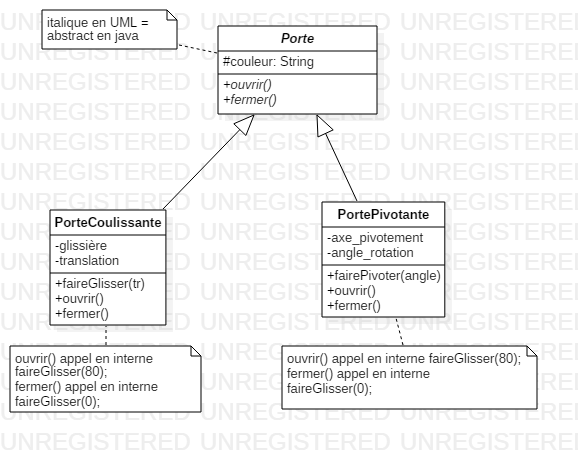 italique en UML =
abstract en java
Porte
#couleur: String
+ouvrir()
+fermer()
PorteCoulissante
-glissière
-translation
+faireGlisser(tr)
+ouvrir()
+fermer()
PortePivotante
-axe_pivotement
-angle_rotation
+fairePivoter(angle)
+ouvrir()
+fermer()
ouvrir() appel en interne
faireGlisser(80);
fermer() appel en interne
faireGlisser(0);
ouvrir() appel en interne faireGlisser(80);
fermer() appel en interne
faireGlisser(0);
UNREGISTERED